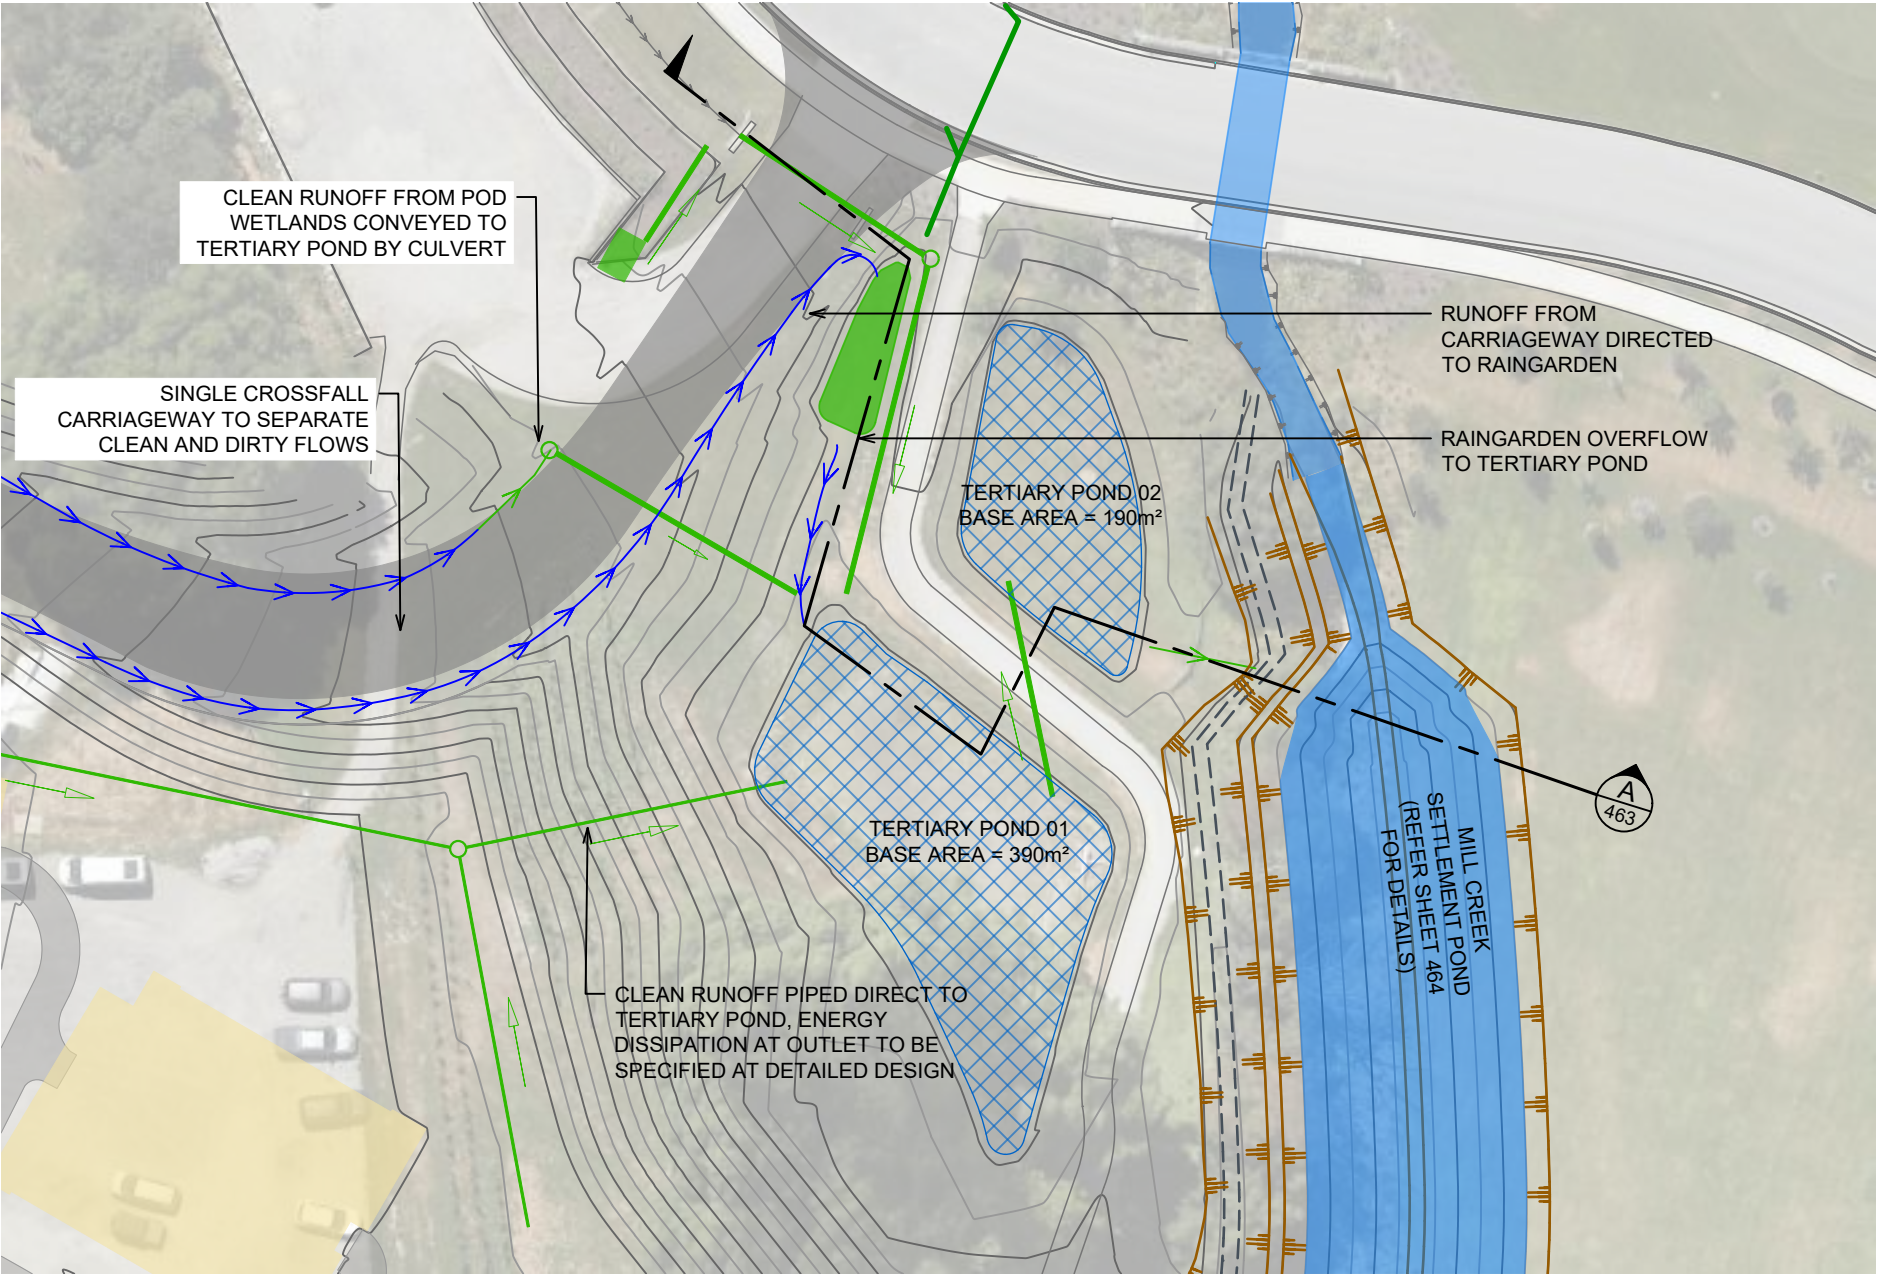 CLEAN RUNOFF FROM POD
WETLANDS CONVEYED TO
TERTIARY POND BY CULVERT
SINGLE CROSSFALL
CARRIAGEWAY TO SEPARATE
CLEAN AND DIRTY FLOWS
RUNOFF FROM
CARRIAGEWAY DIRECTED
TO RAINGARDEN
RAINGARDEN OVERFLOW
TO TERTIARY POND
TERTIARY POND 02
BASE AREA = 190m²
TERTIARY POND 01
BASE AREA = 390m²
A
463
MILL CREEK
SETTLEMENT POND
(REFER SHEET 464
FOR DETAILS)
CLEAN RUNOFF PIPED DIRECT TO
TERTIARY POND, ENERGY
DISSIPATION AT OUTLET TO BE
SPECIFIED AT DETAILED DESIGN